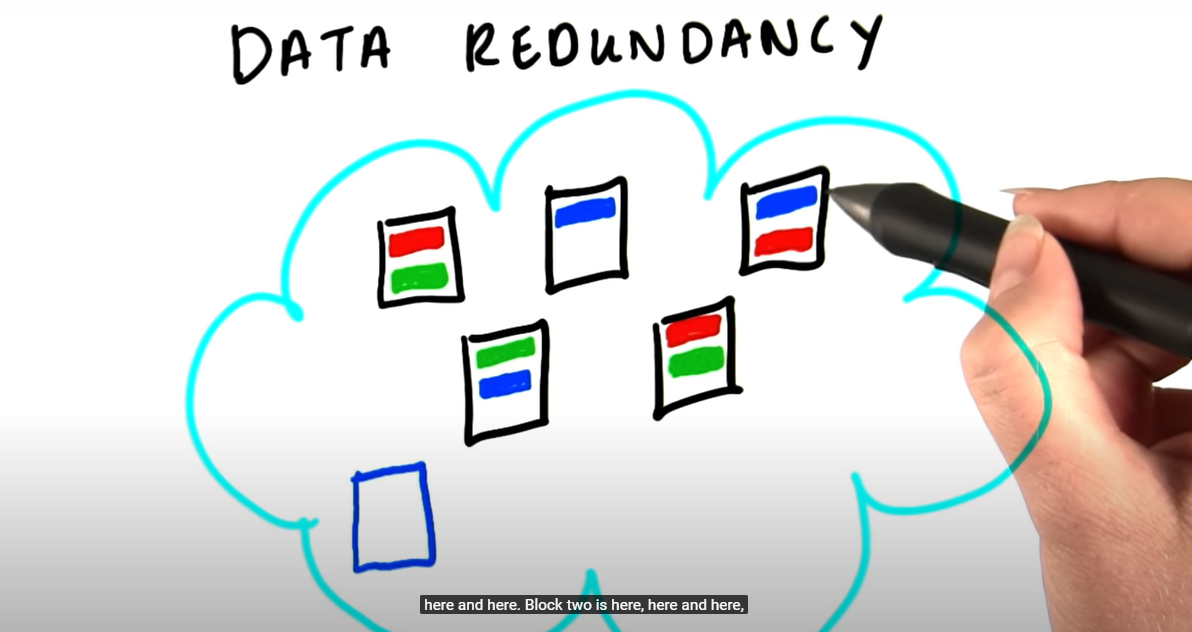 DATA REDUNDANCY
here and here. Block two is here, here and here,